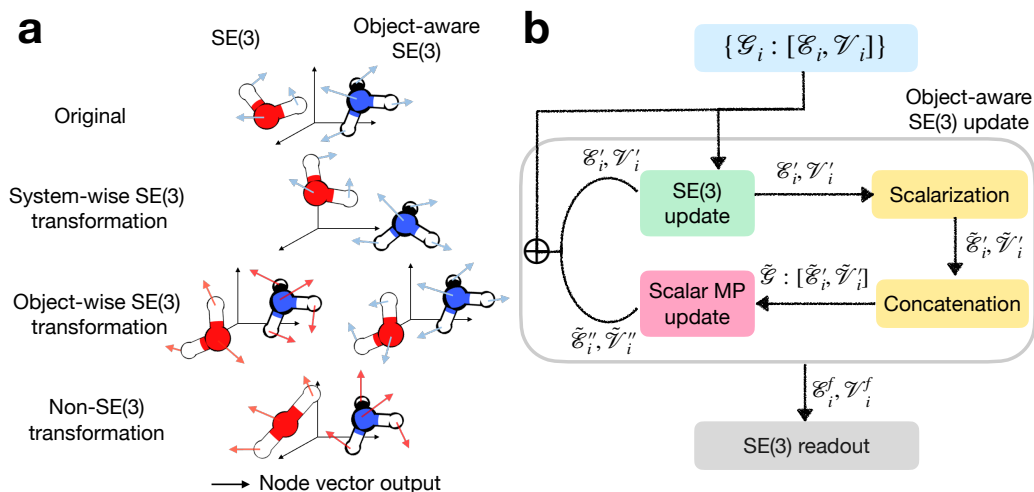 a
SE(3)
Object-aware
SE(3)
Original
System-wise SE(3)
transformation
Object-wise SE(3)
transformation
Non-SE(3)
transformation
Node vector output
b
{𝒢ᵢ : [ℰᵢ, 𝒱ᵢ]}
Object-aware
SE(3) update
ℰ′ᵢ, 𝒱′ᵢ
SE(3)
update
ℰ′ᵢ, 𝒱′ᵢ
Scalarization
ℰ̃′ᵢ, 𝒱̃′ᵢ
Scalar MP
update
𝒢̃ : [ℰ̃′ᵢ, 𝒱̃′ᵢ]
Concatenation
ℰ̃″ᵢ, 𝒱̃″ᵢ
ℰᵢᶠ, 𝒱ᵢᶠ
SE(3) readout